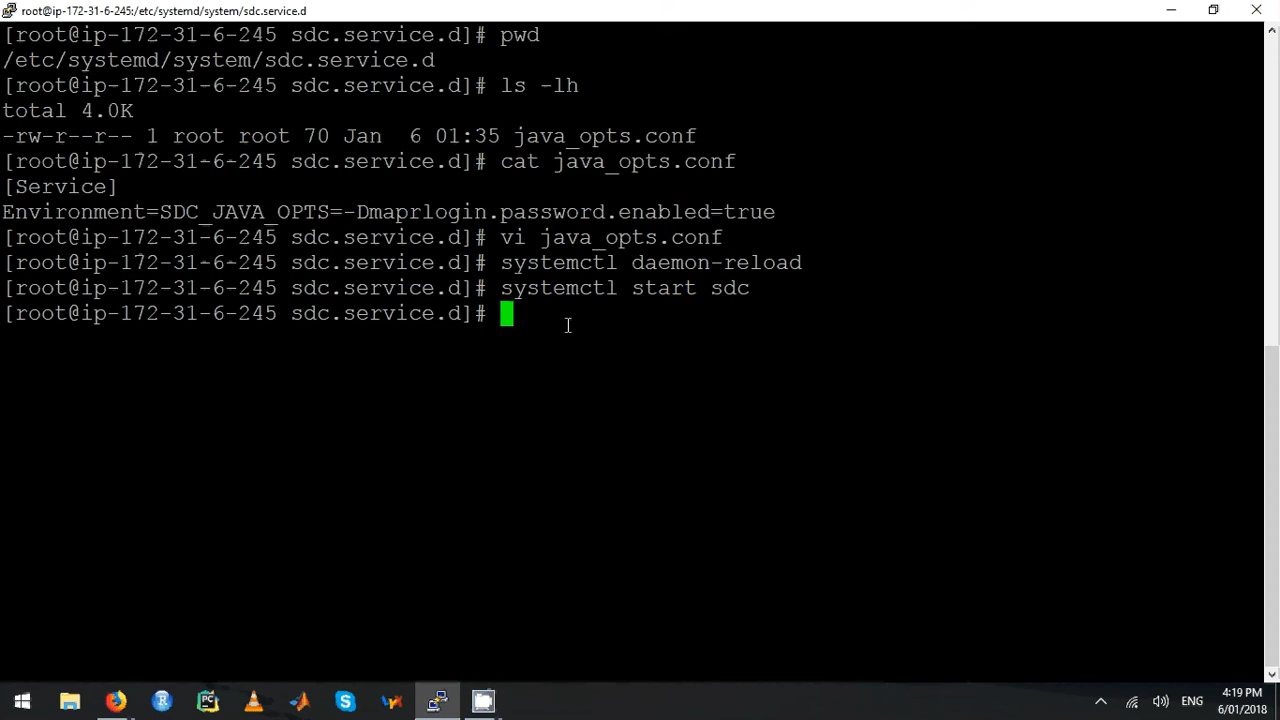 root@ip-172-31-6-245:/etc/systemd/system/sdc.service.d
[root@ip-172-31-6-245 sdc.service.d]# pwd
/etc/systemd/system/sdc.service.d
[root@ip-172-31-6-245 sdc.service.d]# ls -lh
total 4.0K
-rw-r--r-- 1 root root 70 Jan  6 01:35 java_opts.conf
[root@ip-172-31-6-245 sdc.service.d]# cat java_opts.conf
[Service]
Environment=SDC_JAVA_OPTS=-Dmaprlogin.password.enabled=true
[root@ip-172-31-6-245 sdc.service.d]# vi java_opts.conf
[root@ip-172-31-6-245 sdc.service.d]# systemctl daemon-reload
[root@ip-172-31-6-245 sdc.service.d]# systemctl start sdc
[root@ip-172-31-6-245 sdc.service.d]#
ENG
4:19 PM
6/01/2018